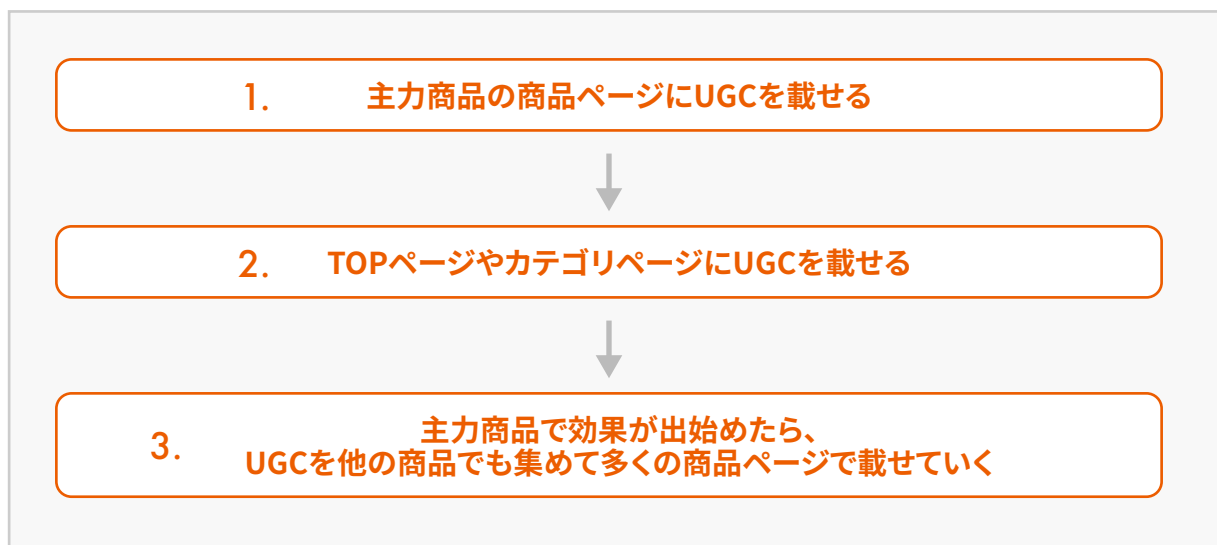 1. 主力商品の商品ページにUGCを載せる
2. TOPページやカテゴリページにUGCを載せる
3. 主力商品で効果が出始めたら、
UGCを他の商品でも集めて多くの商品ページで載せていく